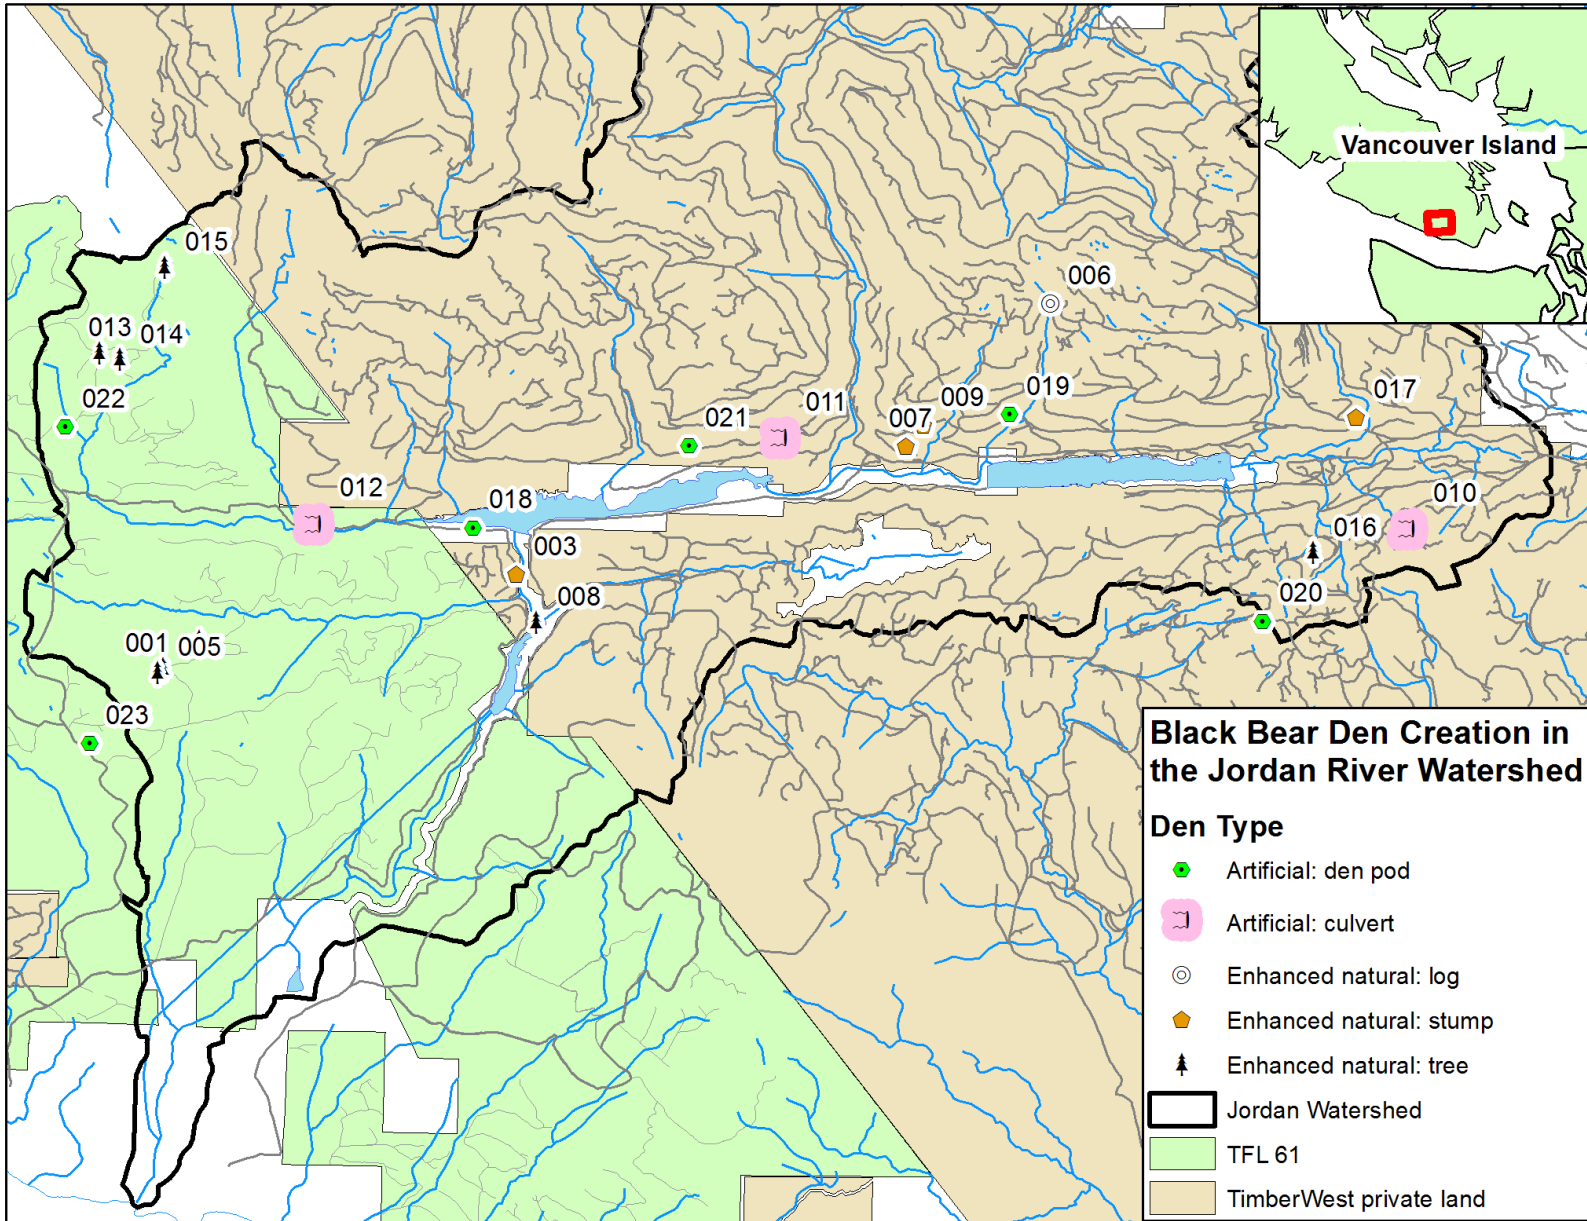 Vancouver Island
015
006
013
014
022
017
019
009
011
007
021
012
018
010
016
003
008
020
001
005
023
Black Bear Den Creation in
the Jordan River Watershed
Den Type
Artificial: den pod
Artificial: culvert
Enhanced natural: log
Enhanced natural: stump
Enhanced natural: tree
Jordan Watershed
TFL 61
TimberWest private land